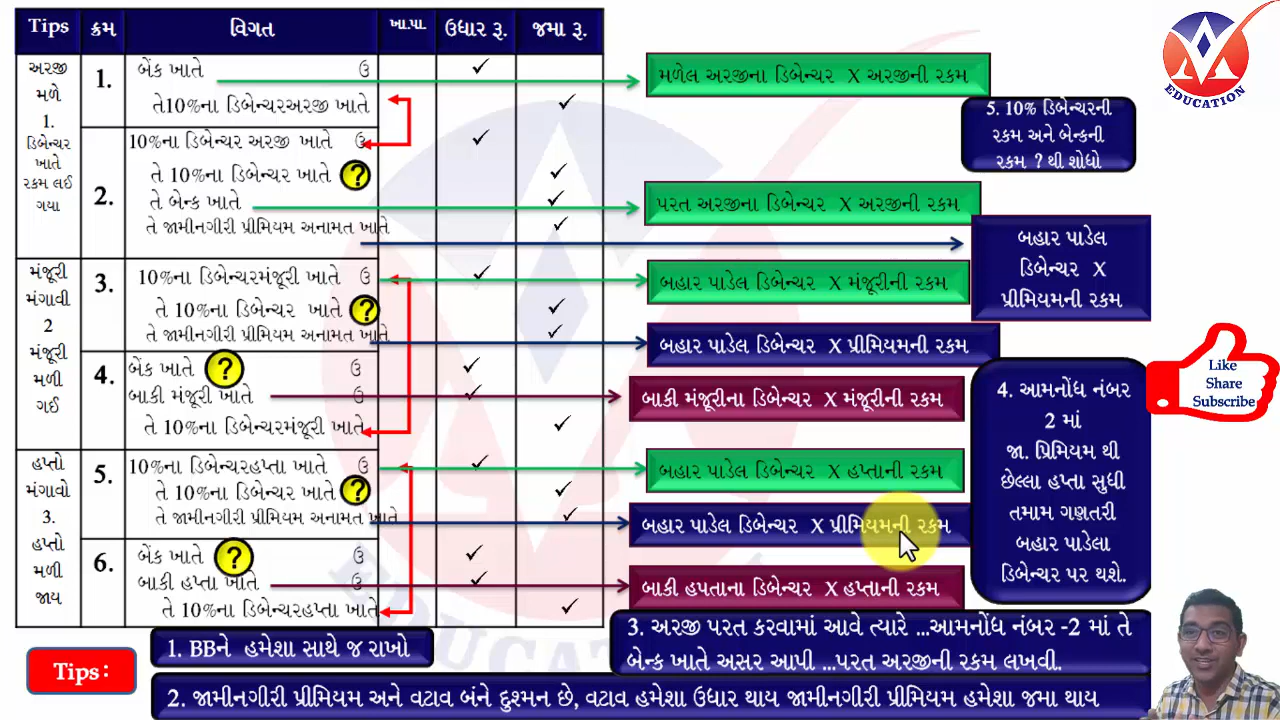 Tips ક્રમ વિગત ખા.પા. ઉધાર રૂ. જમા રૂ.
અરજી
મળે
1.
ડિબેન્ચર
ખાતે
રકમ લઈ
ગયા
1. બેંક ખાતે ઉ ✓
તે10%ના ડિબેન્ચરઅરજી ખાતે ✓
2. 10%ના ડિબેન્ચર અરજી ખાતે ઉ ✓
તે 10%ના ડિબેન્ચર ખાતે ? ✓
તે બેન્ક ખાતે ✓
તે જામીનગીરી પ્રીમિયમ અનામત ખાતે ✓
મંજૂરી
મંગાવી
2
મંજૂરી
મળી
ગઈ
3. 10%ના ડિબેન્ચરમંજૂરી ખાતે ઉ ✓
તે 10%ના ડિબેન્ચર ખાતે ? ✓
તે જામીનગીરી પ્રીમિયમ અનામત ખાતે ✓
4. બેંક ખાતે ? ઉ ✓
બાકી મંજૂરી ખાતે ઉ ✓
તે 10%ના ડિબેન્ચરમંજૂરી ખાતે ✓
હપ્તો
મંગાવો
3.
હપ્તો
મળી
જાય
5. 10%ના ડિબેન્ચરહપ્તા ખાતે ઉ ✓
તે 10%ના ડિબેન્ચર ખાતે ? ✓
તે જામીનગીરી પ્રીમિયમ અનામત ખાતે ✓
6. બેંક ખાતે ? ઉ ✓
બાકી હપ્તા ખાતે ઉ ✓
તે 10%ના ડિબેન્ચરહપ્તા ખાતે ✓
મળેલ અરજીના ડિબેન્ચર X અરજીની રકમ
EDUCATION
5. 10% ડિબેન્ચરની
રકમ અને બેન્કની
રકમ ? થી શોધો
પરત અરજીના ડિબેન્ચર X અરજીની રકમ
બહાર પાડેલ
ડિબેન્ચર X
પ્રીમિયમની રકમ
બહાર પાડેલ ડિબેન્ચર X મંજૂરીની રકમ
બહાર પાડેલ ડિબેન્ચર X પ્રીમિયમની રકમ
બાકી મંજૂરીના ડિબેન્ચર X મંજૂરીની રકમ
Like
Share
Subscribe
4. આમનોંધ નંબર
2 માં
જા. પ્રિમિયમ થી
છેલ્લા હપ્તા સુધી
તમામ ગણતરી
બહાર પાડેલા
ડિબેન્ચર પર થશે.
બહાર પાડેલ ડિબેન્ચર X હપ્તાની રકમ
બહાર પાડેલ ડિબેન્ચર X પ્રીમિયમની રકમ
બાકી હપતાના ડિબેન્ચર X હપ્તાની રકમ
Tips:
1. BBને હમેશા સાથે જ રાખો
3. અરજી પરત કરવામાં આવે ત્યારે ...આમનોંધ નંબર -2 માં તે
બેન્ક ખાતે અસર આપી ...પરત અરજીની રકમ લખવી.
2. જામીનગીરી પ્રીમિયમ અને વટાવ બંને દુશ્મન છે, વટાવ હમેશા ઉધાર થાય જામીનગીરી પ્રીમિયમ હમેશા જમા થાય